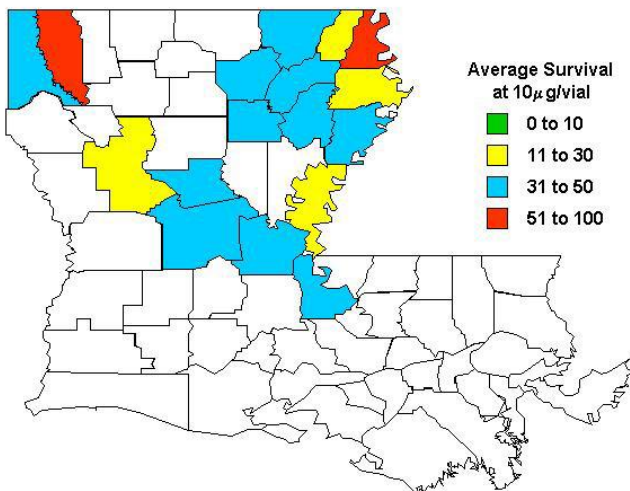 Average Survival
at 10µg/vial
0 to 10
11 to 30
31 to 50
51 to 100